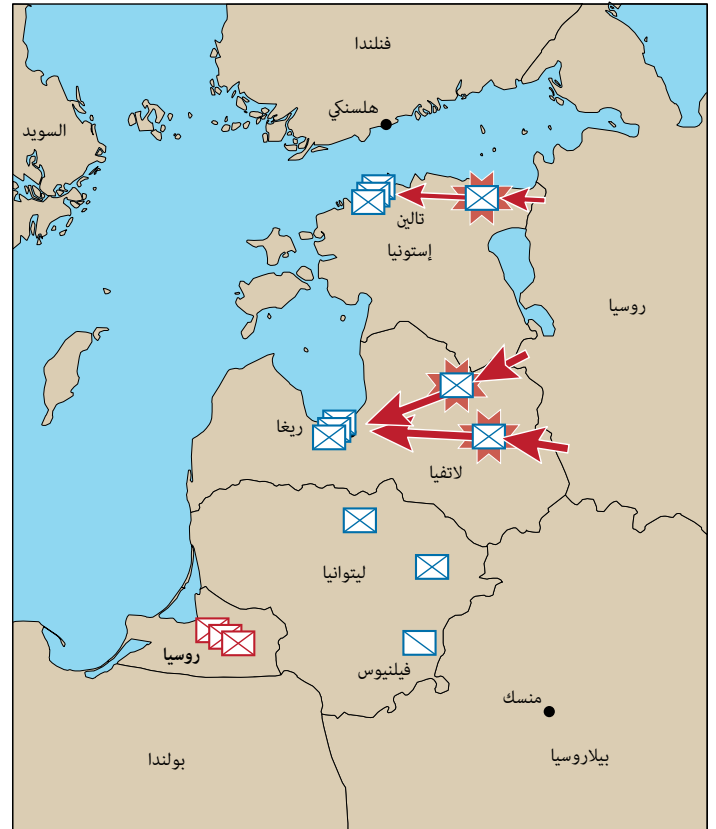 فنلندا
هلسنكي
السويد
تالين
إستونيا
روسيا
ريغا
لاتفيا
ليتوانيا
روسيا
فيلنيوس
منسك
بولندا
بيلاروسيا